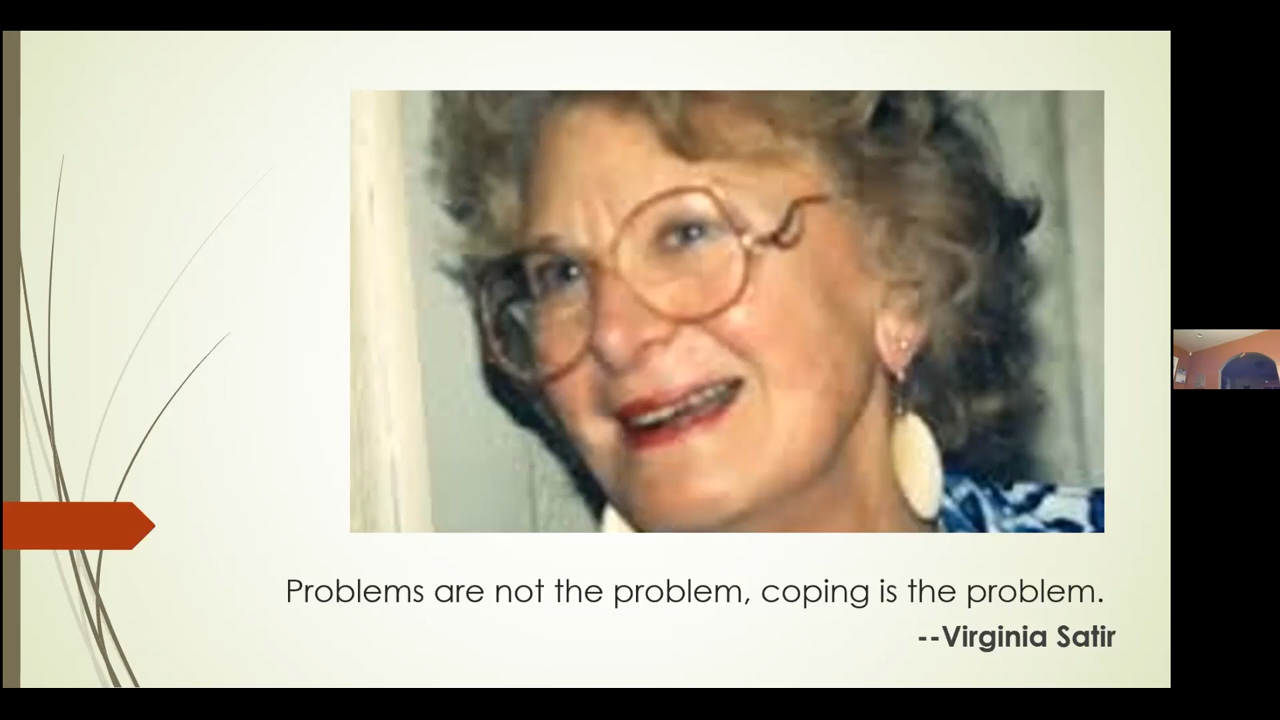 Problems are not the problem, coping is the problem.
--Virginia Satir